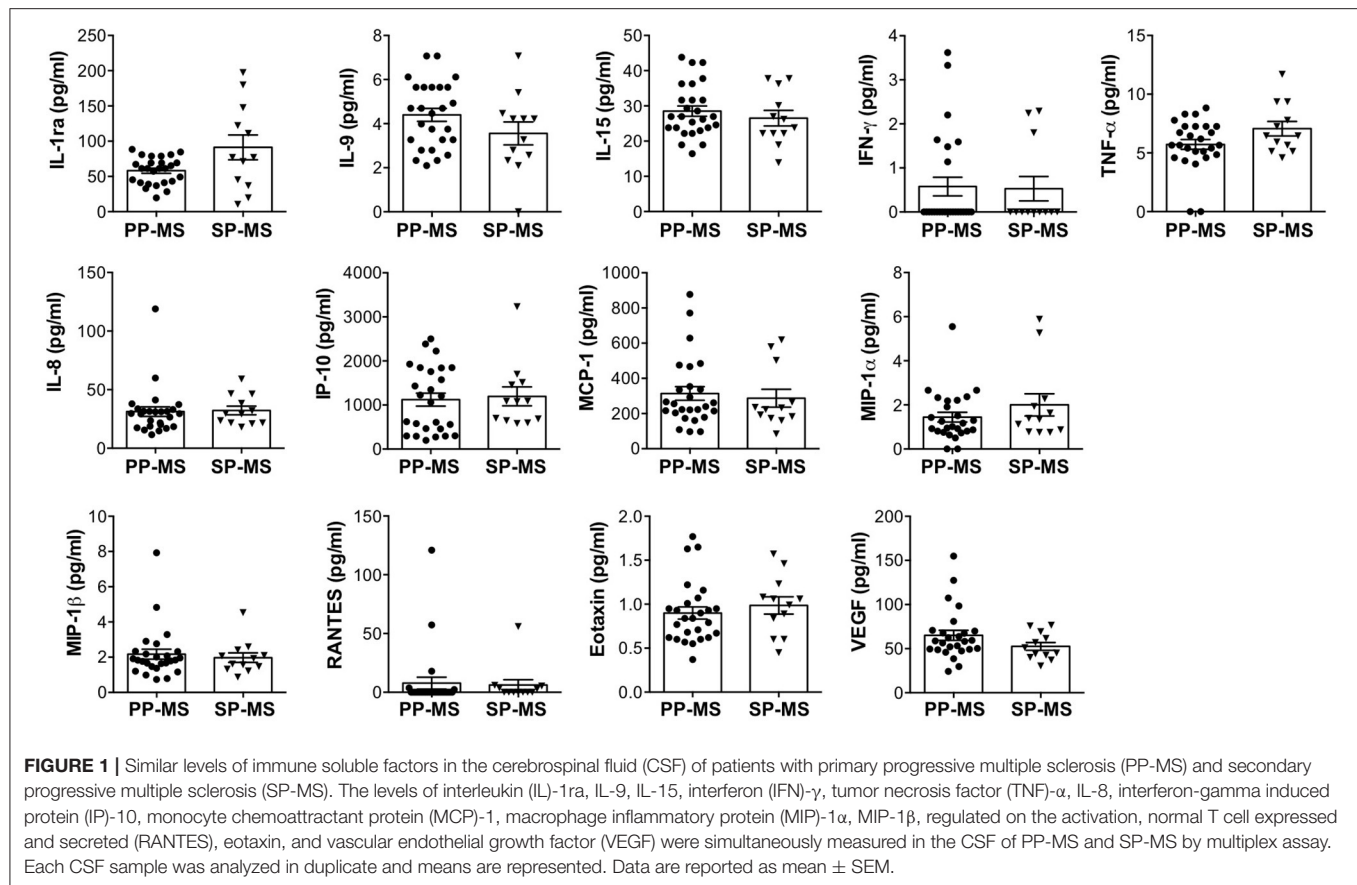 IL-1ra (pg/ml)
250
200
150
100
50
0
PP-MS SP-MS
IL-9 (pg/ml)
8
6
4
2
0
PP-MS SP-MS
IL-15 (pg/ml)
50
40
30
20
10
0
PP-MS SP-MS
IFN-γ (pg/ml)
4
3
2
1
0
PP-MS SP-MS
TNF-α (pg/ml)
15
10
5
0
PP-MS SP-MS
IL-8 (pg/ml)
150
100
50
0
PP-MS SP-MS
IP-10 (pg/ml)
4000
3000
2000
1000
0
PP-MS SP-MS
MCP-1 (pg/ml)
1000
800
600
400
200
0
PP-MS SP-MS
MIP-1α (pg/ml)
8
6
4
2
0
PP-MS SP-MS
MIP-1β (pg/ml)
10
8
6
4
2
0
PP-MS SP-MS
RANTES (pg/ml)
150
100
50
0
PP-MS SP-MS
Eotaxin (pg/ml)
2.0
1.5
1.0
0.5
0.0
PP-MS SP-MS
VEGF (pg/ml)
200
150
100
50
0
PP-MS SP-MS
FIGURE 1 | Similar levels of immune soluble factors in the cerebrospinal fluid (CSF) of patients with primary progressive multiple sclerosis (PP-MS) and secondary
progressive multiple sclerosis (SP-MS). The levels of interleukin (IL)-1ra, IL-9, IL-15, interferon (IFN)-γ, tumor necrosis factor (TNF)-α, IL-8, interferon-gamma induced
protein (IP)-10, monocyte chemoattractant protein (MCP)-1, macrophage inflammatory protein (MIP)-1α, MIP-1β, regulated on the activation, normal T cell expressed
and secreted (RANTES), eotaxin, and vascular endothelial growth factor (VEGF) were simultaneously measured in the CSF of PP-MS and SP-MS by multiplex assay.
Each CSF sample was analyzed in duplicate and means are represented. Data are reported as mean ± SEM.